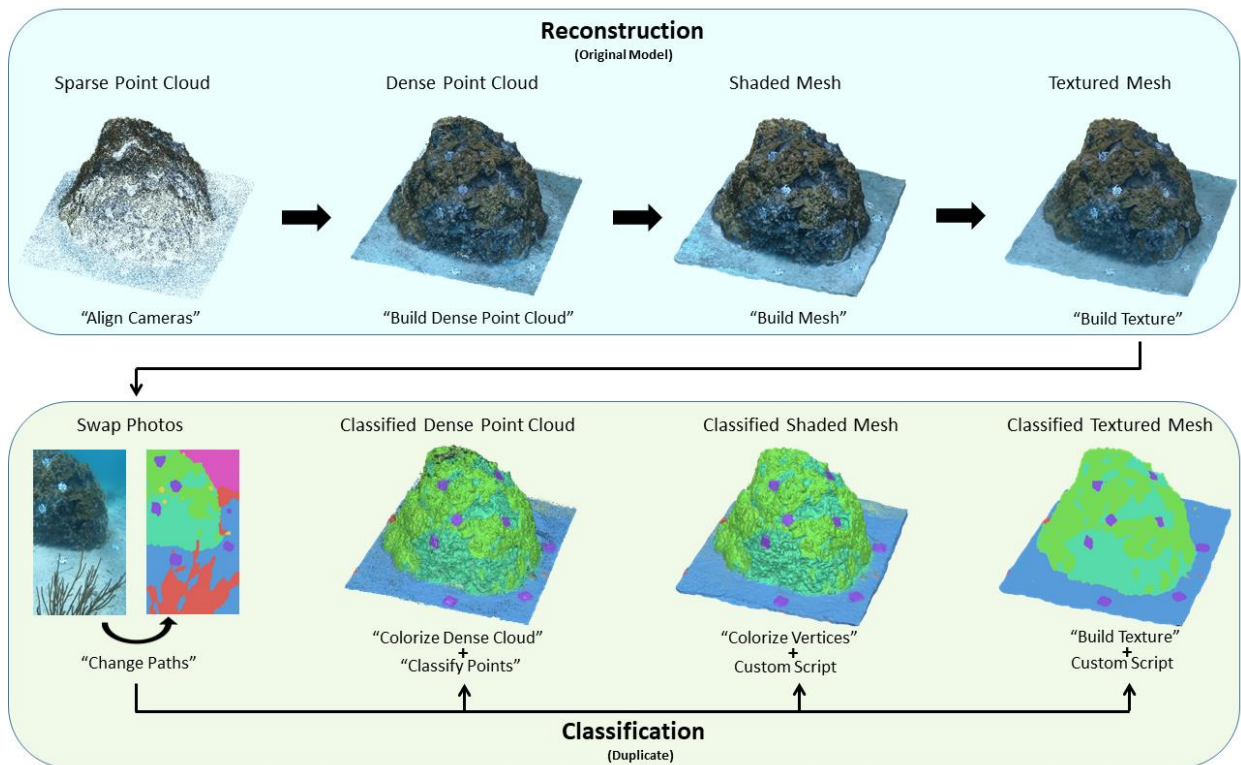 Reconstruction
(Original Model)
Sparse Point Cloud
Dense Point Cloud
Shaded Mesh
Textured Mesh
“Align Cameras”
“Build Dense Point Cloud”
“Build Mesh”
“Build Texture”
Swap Photos
Classified Dense Point Cloud
Classified Shaded Mesh
Classified Textured Mesh
“Change Paths”
“Colorize Dense Cloud”
+
“Classify Points”
“Colorize Vertices”
+
Custom Script
“Build Texture”
+
Custom Script
Classification
(Duplicate)